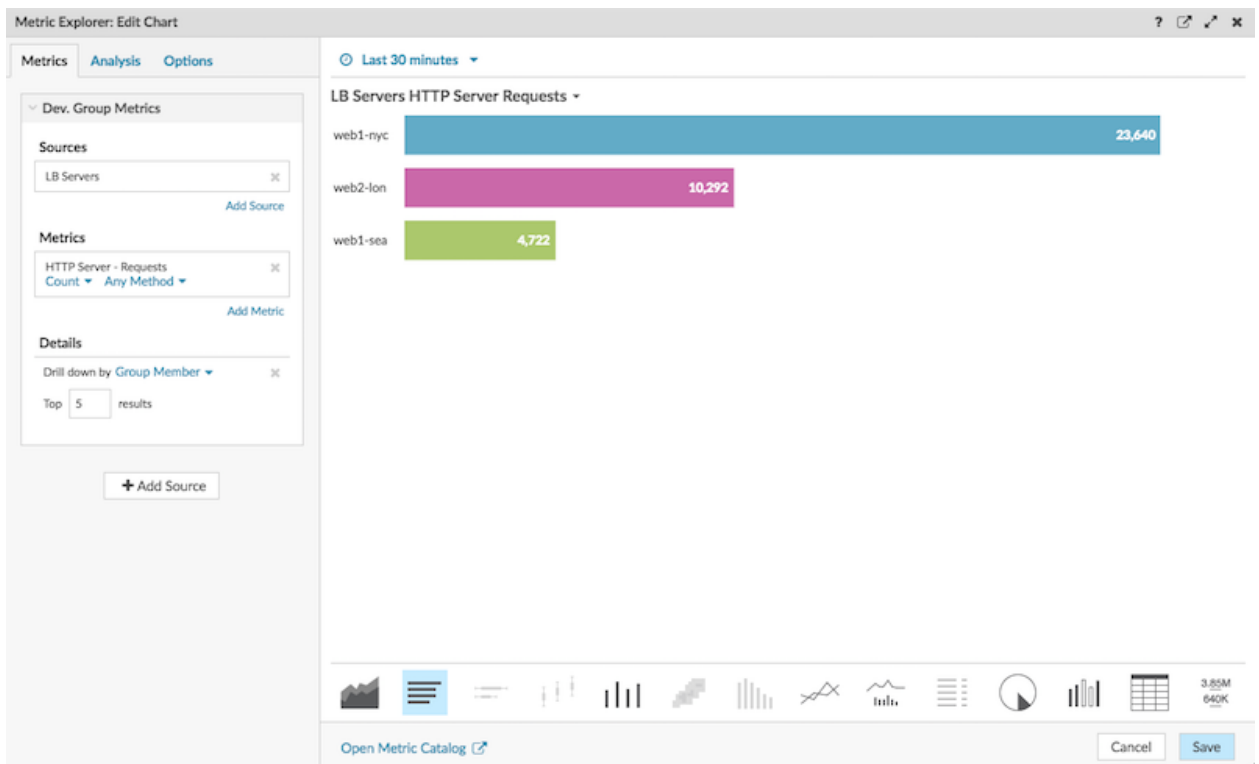 Metric Explorer: Edit Chart ?
Metrics Analysis Options
Dev. Group Metrics
Sources
LB Servers
Add Source
Metrics
HTTP Server - Requests
Count Any Method
Add Metric
Details
Drill down by Group Member
Top 5 results
+ Add Source
Last 30 minutes
LB Servers HTTP Server Requests
web1-nyc 23,640
web2-lon 10,292
web1-sea 4,722
3.85M
640K
Open Metric Catalog
Cancel Save